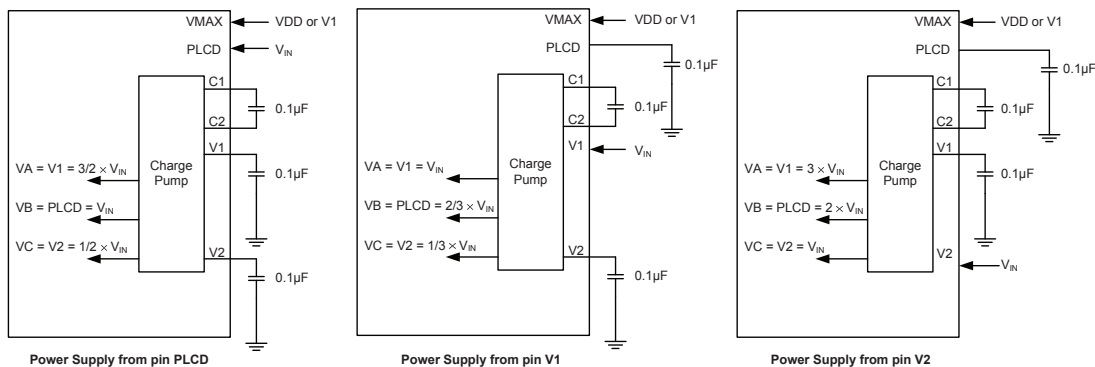 VMAX
VDD or V1
PLCD
V_IN
C1
0.1µF
C2
V1
Charge Pump
VA = V1 = 3/2 × V_IN
0.1µF
VB = PLCD = V_IN
VC = V2 = 1/2 × V_IN
V2
0.1µF
Power Supply from pin PLCD
VMAX
VDD or V1
PLCD
0.1µF
C1
0.1µF
C2
V1
V_IN
Charge Pump
VA = V1 = V_IN
VB = PLCD = 2/3 × V_IN
VC = V2 = 1/3 × V_IN
V2
0.1µF
Power Supply from pin V1
VMAX
VDD or V1
PLCD
0.1µF
C1
0.1µF
C2
V1
Charge Pump
VA = V1 = 3 × V_IN
0.1µF
VB = PLCD = 2 × V_IN
VC = V2 = V_IN
V2
V_IN
Power Supply from pin V2